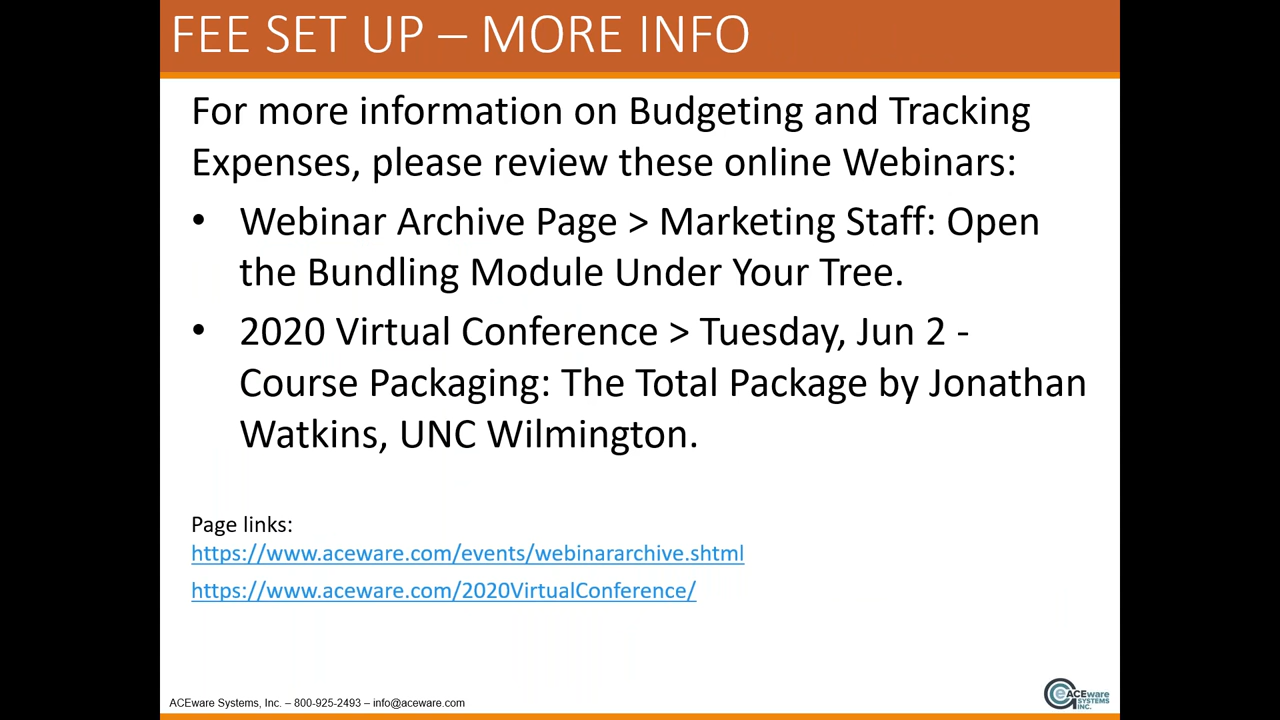 FEE SET UP – MORE INFO
For more information on Budgeting and Tracking
Expenses, please review these online Webinars:
• Webinar Archive Page > Marketing Staff: Open
the Bundling Module Under Your Tree.
• 2020 Virtual Conference > Tuesday, Jun 2 -
Course Packaging: The Total Package by Jonathan
Watkins, UNC Wilmington.
Page links:
https://www.aceware.com/events/webinararchive.shtml
https://www.aceware.com/2020VirtualConference/
ACEware Systems, Inc. – 800-925-2493 – info@aceware.com
ACEware
SYSTEMS
INC.